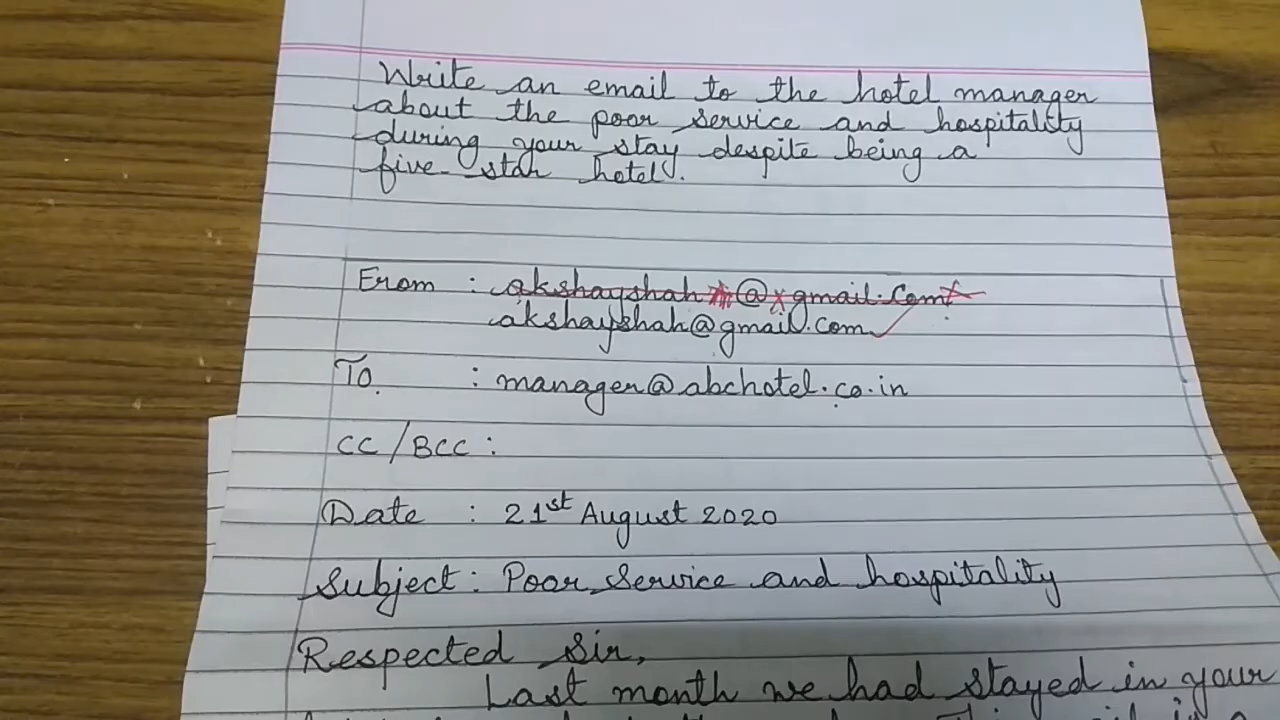 Write an email to the hotel manager
about the poor service and hospitality
during your stay despite being a
five-star hotel.
From : akshayshah @ gmail.com
akshayshah@gmail.com
To : manager@abchotel.co.in
CC/BCC :
Date : 21st August 2020
Subject : Poor Service and hospitality
Respected Sir,
Last month we had stayed in your